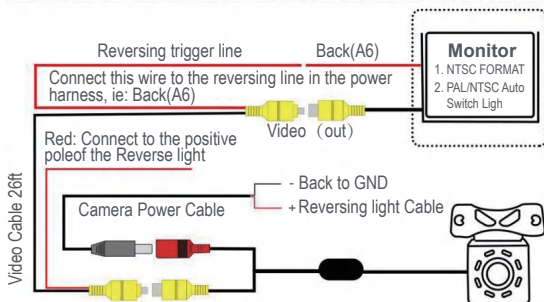 Reversing trigger line
Back(A6)
Monitor
1. NTSC FORMAT
2. PAL/NTSC Auto
Switch Ligh
Connect this wire to the reversing line in the power
harness, ie: Back(A6)
Video （out）
Red: Connect to the positive
poleof the Reverse light
Video Cable 26ft
- Back to GND
+Reversing light Cable
Camera Power Cable